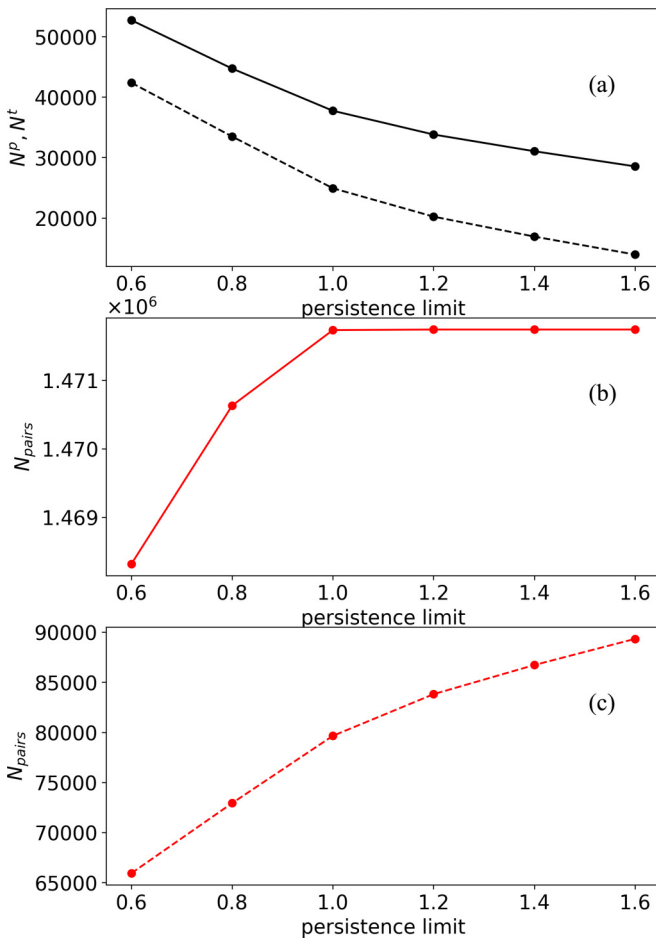 50000
40000
30000
20000
N^p, N^t
(a)
0.6 0.8 1.0 1.2 1.4 1.6
persistence limit
×10^6
1.471
1.470
1.469
N_pairs
(b)
0.6 0.8 1.0 1.2 1.4 1.6
persistence limit
90000
85000
80000
75000
70000
65000
N_pairs
(c)
0.6 0.8 1.0 1.2 1.4 1.6
persistence limit